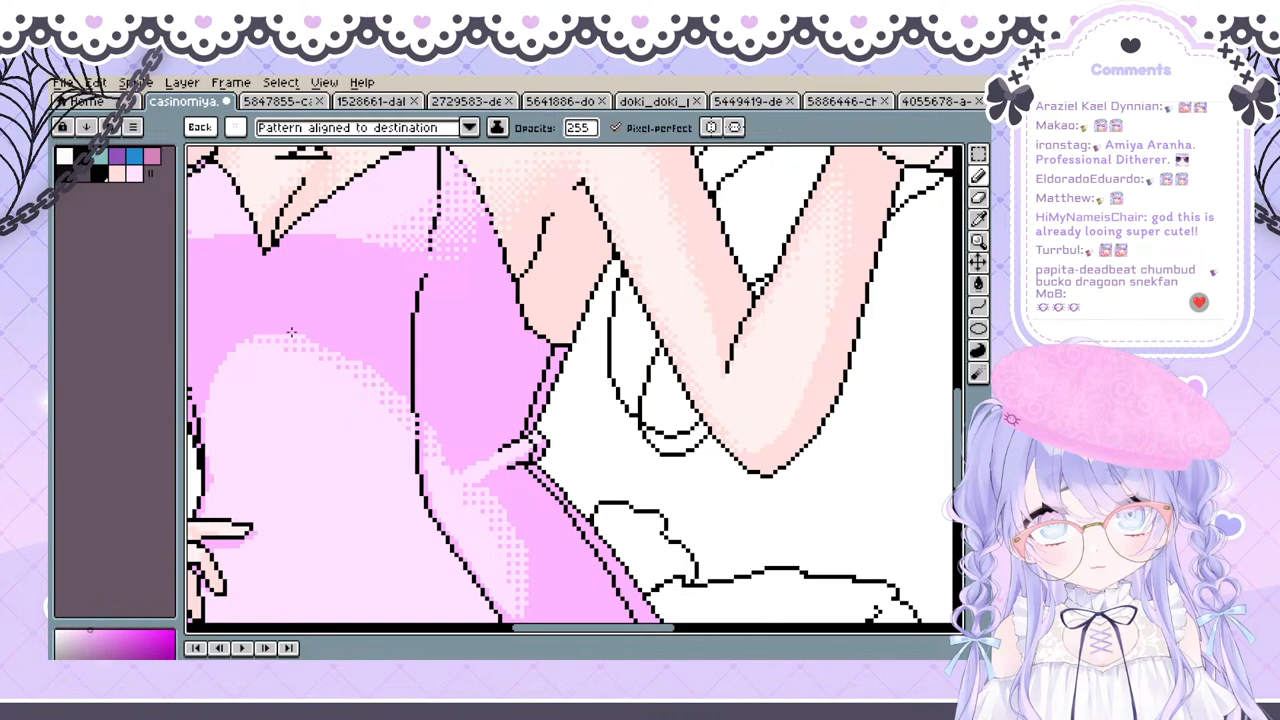 Comments
File Edit Sprite Layer Frame Select View Help
Home
casinomiya.
5847855-ca
1528661-dal
2729583-de
5641886-do
doki_doki_l
5449419-de
5886446-ch
4055678-a-
Back
Pattern aligned to destination
Opacity:
255
Pixel-perfect
Araziel Kael Dynnian:
Makao:
ironstag: Amiya Aranha.
Professional Ditherer.
EldoradoEduardo:
Matthew:
HiMyNameisChair: god this is
already looing super cute!!
Turrbul:
papita-deadbeat chumbud
bucko dragoon snekfan
MoB: